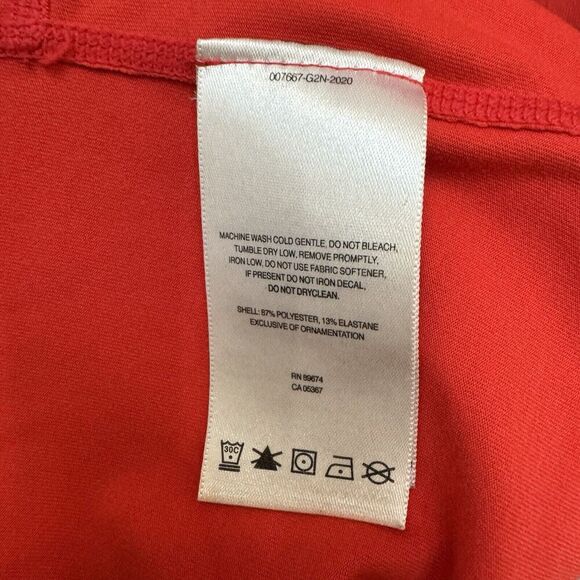 007667-G2N-2020
MACHINE WASH COLD GENTLE, DO NOT BLEACH,
TUMBLE DRY LOW, REMOVE PROMPTLY,
IRON LOW, DO NOT USE FABRIC SOFTENER,
IF PRESENT DO NOT IRON DECAL,
DO NOT DRYCLEAN.
SHELL: 87% POLYESTER, 13% ELASTANE
EXCLUSIVE OF ORNAMENTATION
RN 89674
CA 05367
30C